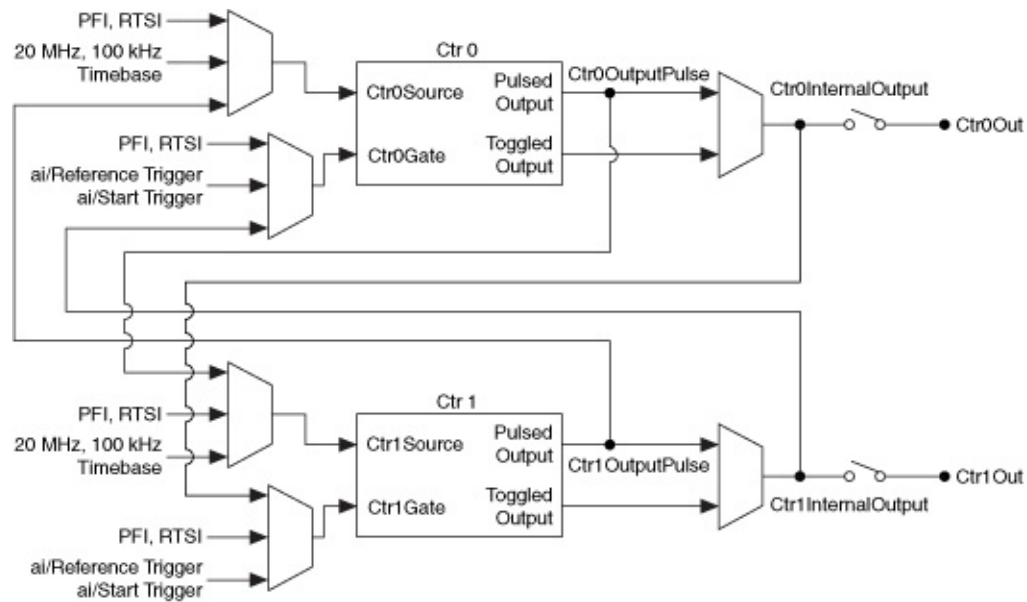 PFI, RTSI
20 MHz, 100 kHz
Timebase
PFI, RTSI
ai/Reference Trigger
ai/Start Trigger
Ctr 0
Ctr0Source
Ctr0Gate
Pulsed
Output
Toggled
Output
Ctr0OutputPulse
Ctr0InternalOutput
Ctr0Out
PFI, RTSI
20 MHz, 100 kHz
Timebase
PFI, RTSI
ai/Reference Trigger
ai/Start Trigger
Ctr 1
Ctr1Source
Ctr1Gate
Pulsed
Output
Toggled
Output
Ctr1OutputPulse
Ctr1InternalOutput
Ctr1Out